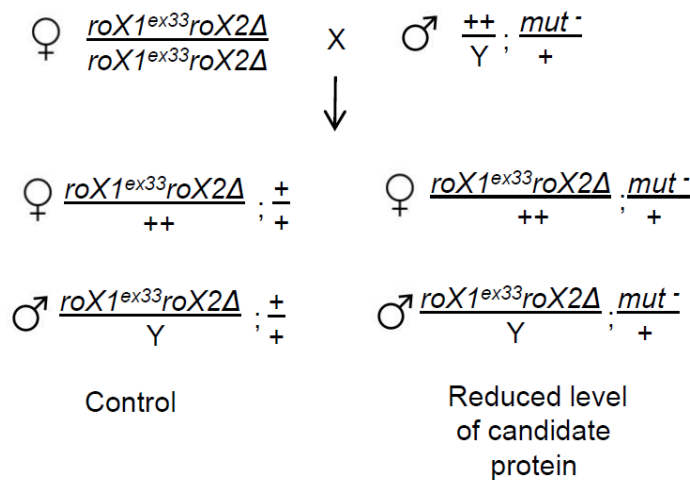 ♀ roX1ex33roX2Δ X ♂ ++ ; mut -
roX1ex33roX2Δ Y +
♀ roX1ex33roX2Δ ; + ♀ roX1ex33roX2Δ ; mut -
++ + ++ +
♂ roX1ex33roX2Δ ; + ♂ roX1ex33roX2Δ ; mut -
Y + Y +
Control
Reduced level
of candidate
protein